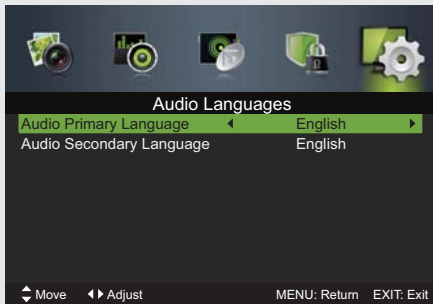 Audio Languages
Audio Primary Language English
Audio Secondary Language English
Move Adjust MENU: Return EXIT: Exit